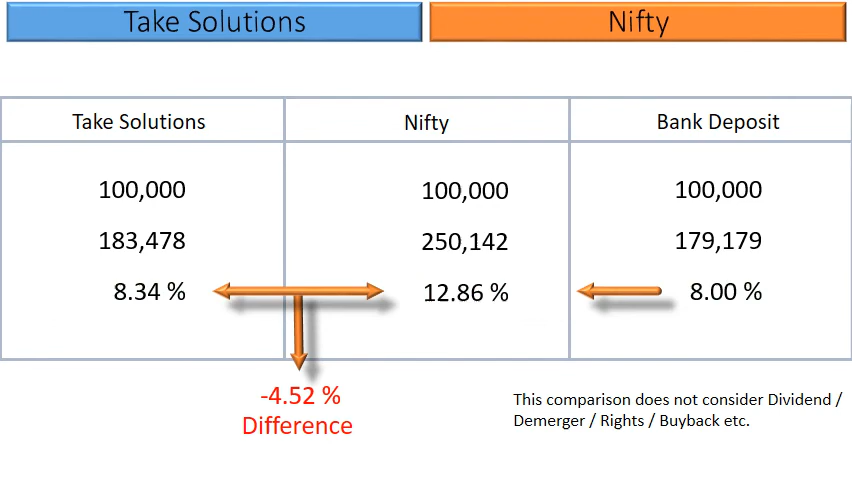 Take Solutions
Nifty
Take Solutions
Nifty
Bank Deposit
100,000
100,000
100,000
183,478
250,142
179,179
8.34 %
12.86 %
8.00 %
-4.52 %
Difference
This comparison does not consider Dividend /
Demerger / Rights / Buyback etc.